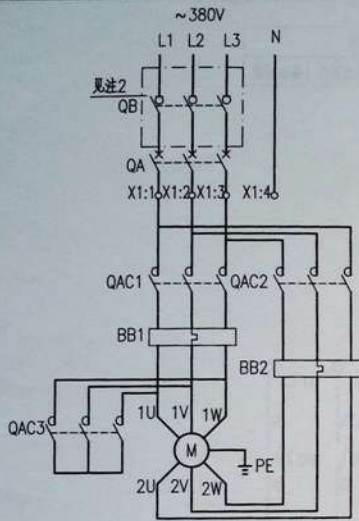 ~380V
L1 L2 L3 N
见注2
QB
QA
X1:1 X1:2 X1:3 X1:4
QAC1 QAC2
BB1
BB2
1U 1V 1W
QAC3
M
PE
2U 2V 2W